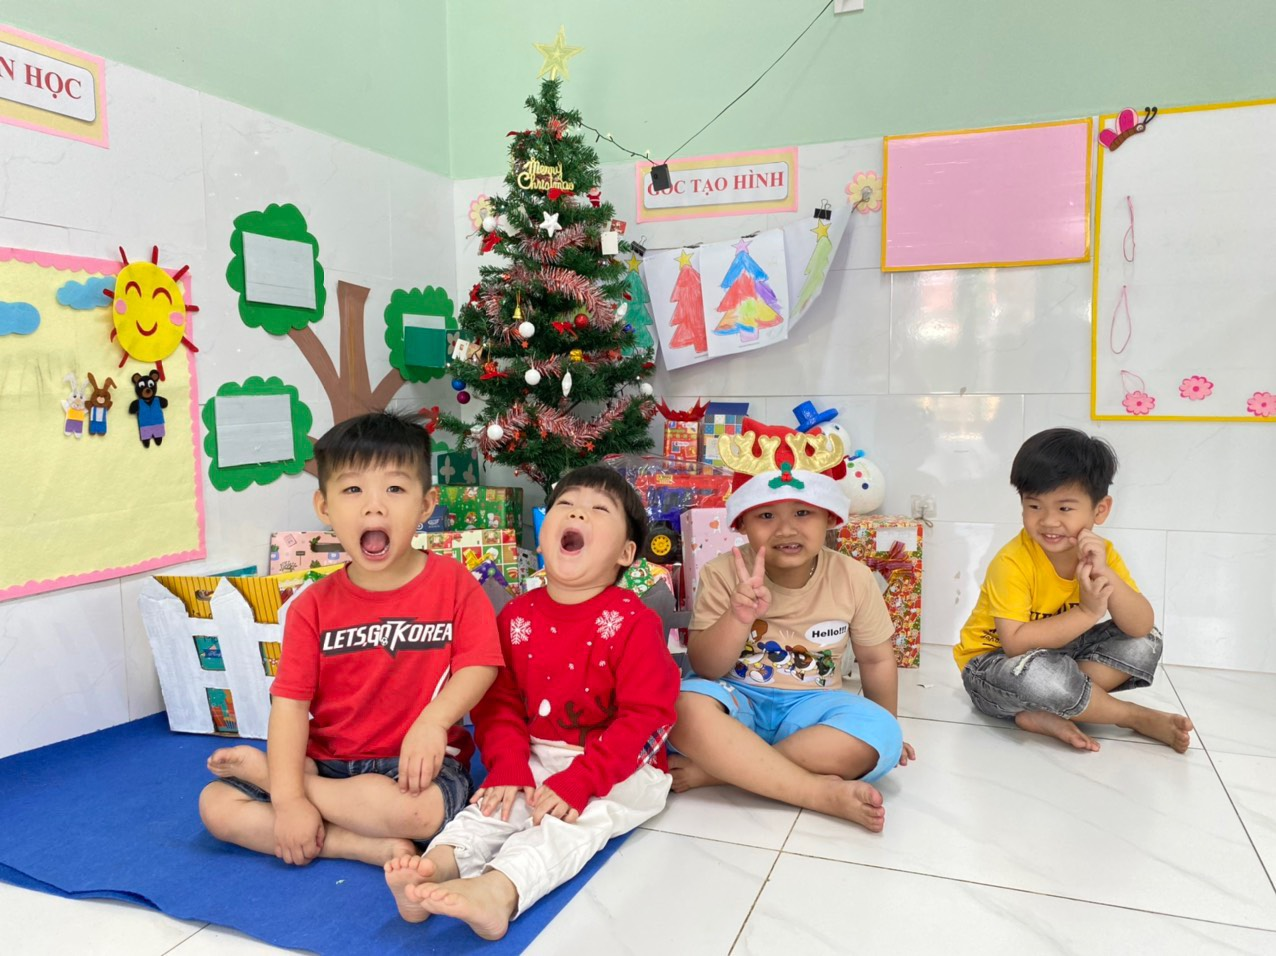 N HỌC
Merry
Christmas
GÓC TẠO HÌNH
LETSGOKOREA
Hello!!!